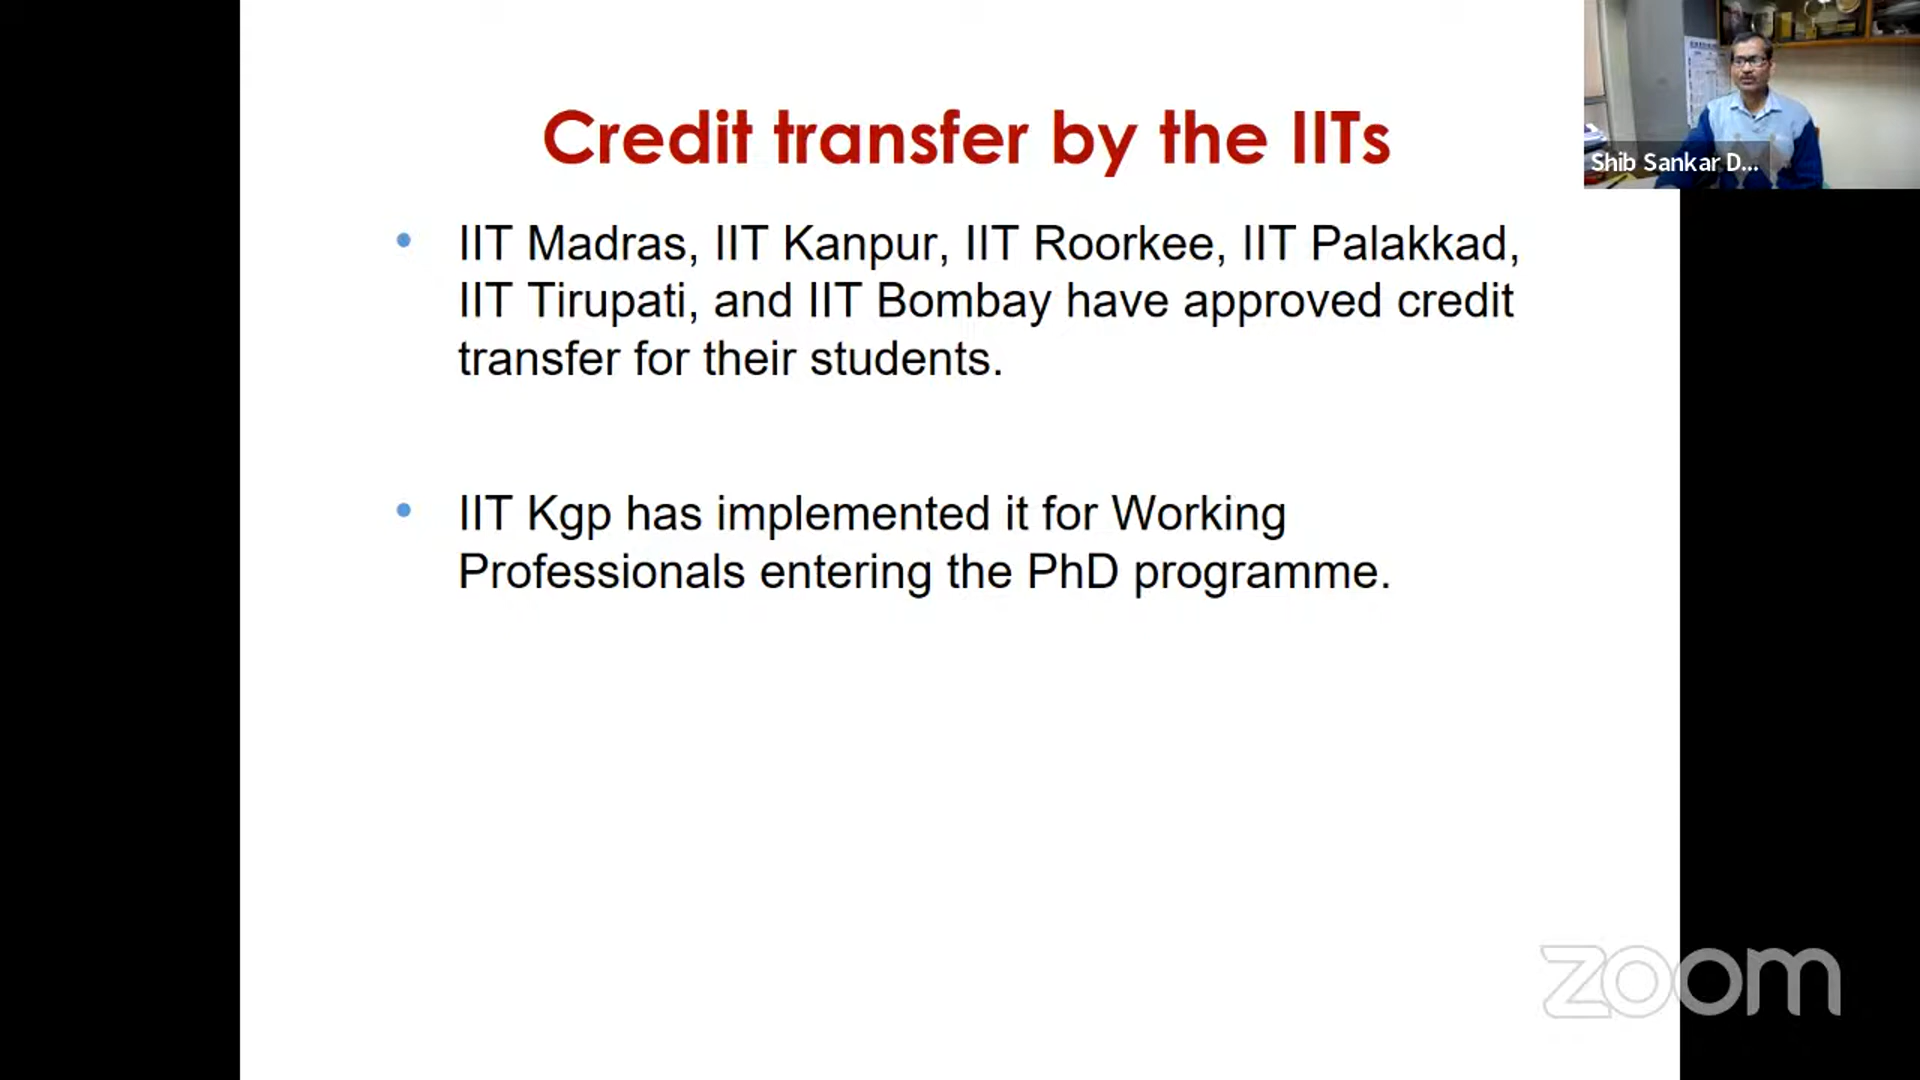 Credit transfer by the IITs
Shib Sankar D...
• IIT Madras, IIT Kanpur, IIT Roorkee, IIT Palakkad,
IIT Tirupati, and IIT Bombay have approved credit
transfer for their students.
• IIT Kgp has implemented it for Working
Professionals entering the PhD programme.
zoom